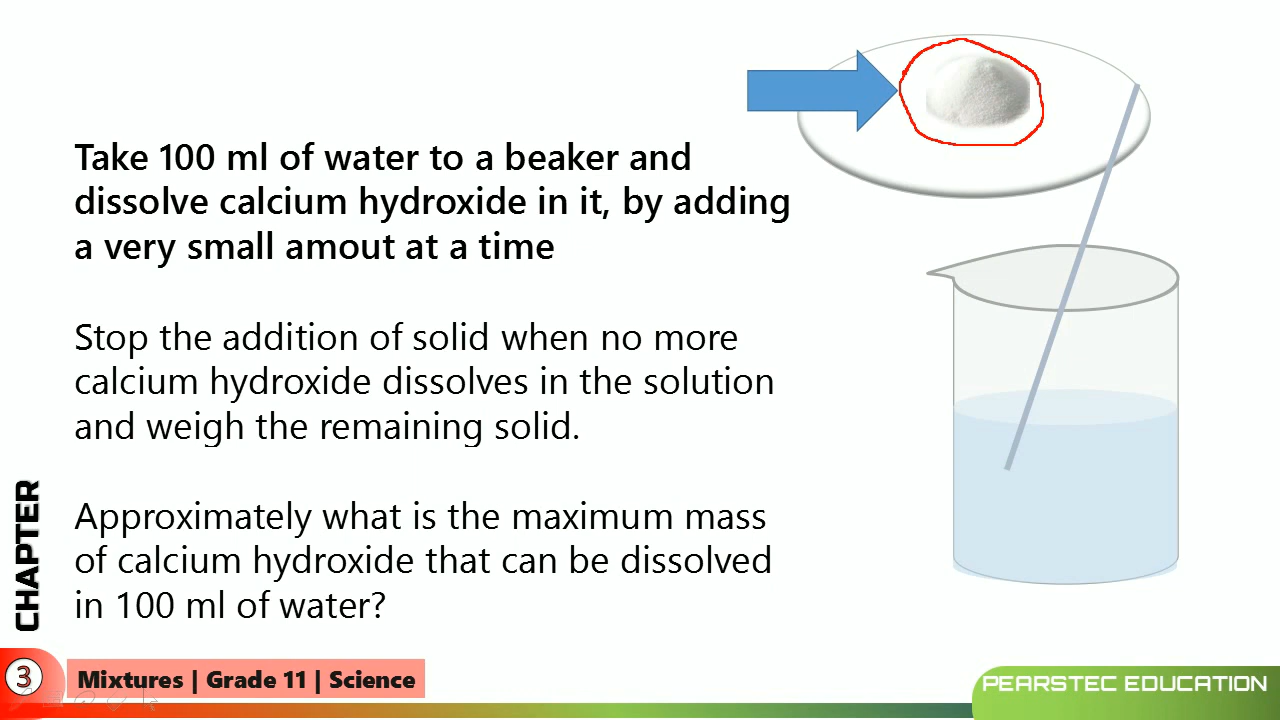 Take 100 ml of water to a beaker and
dissolve calcium hydroxide in it, by adding
a very small amout at a time
Stop the addition of solid when no more
calcium hydroxide dissolves in the solution
and weigh the remaining solid.
Approximately what is the maximum mass
of calcium hydroxide that can be dissolved
in 100 ml of water?
CHAPTER
3
Mixtures | Grade 11 | Science
PEARSTEC EDUCATION